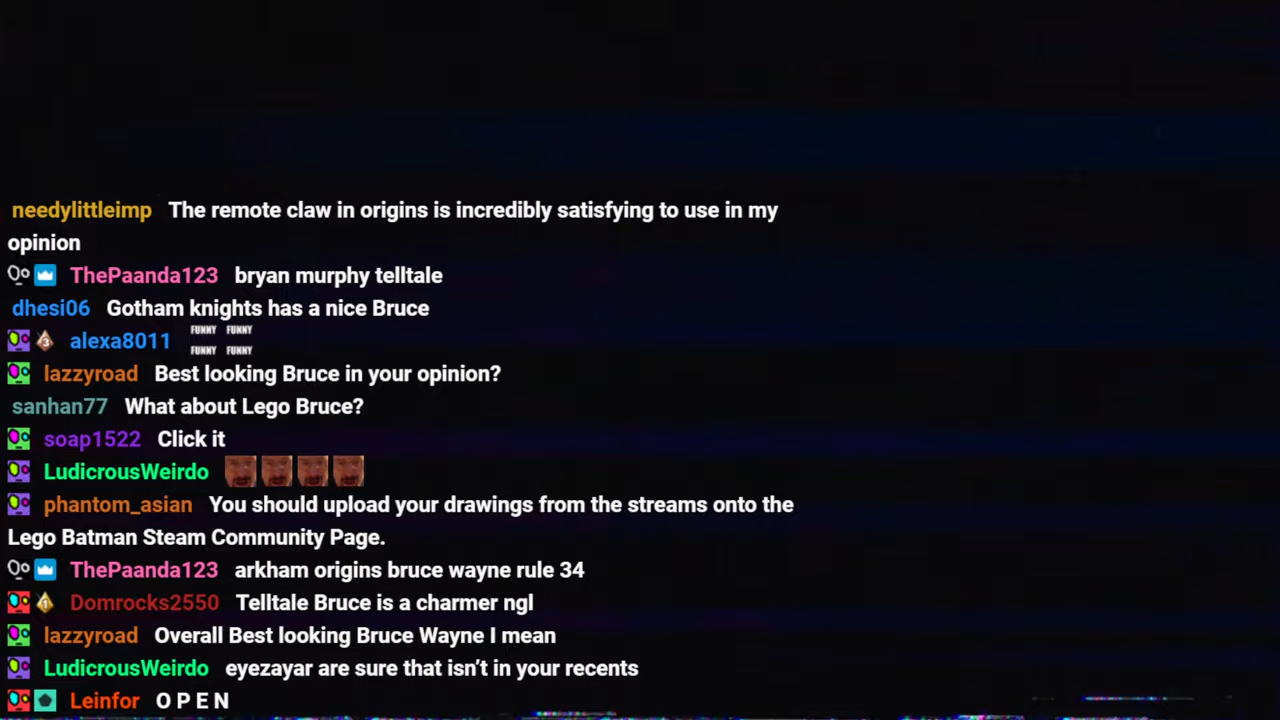 needylittleimp The remote claw in origins is incredibly satisfying to use in my
opinion
ThePaanda123 bryan murphy telltale
dhesi06 Gotham knights has a nice Bruce
alexa8011 FUNNY FUNNY
FUNNY FUNNY
lazzyroad Best looking Bruce in your opinion?
sanhan77 What about Lego Bruce?
soap1522 Click it
LudicrousWeirdo
phantom_asian You should upload your drawings from the streams onto the
Lego Batman Steam Community Page.
ThePaanda123 arkham origins bruce wayne rule 34
Domrocks2550 Telltale Bruce is a charmer ngl
lazzyroad Overall Best looking Bruce Wayne I mean
LudicrousWeirdo eyezayar are sure that isn't in your recents
Leinfor O P E N